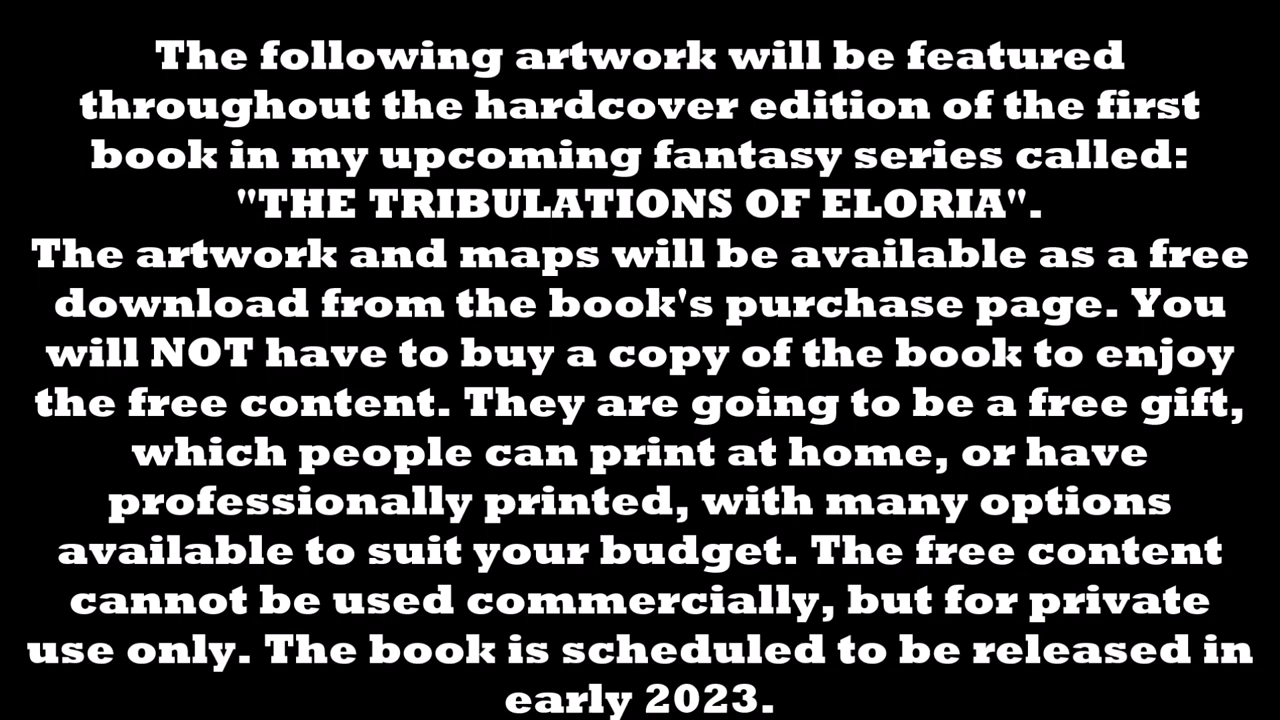 The following artwork will be featured
throughout the hardcover edition of the first
book in my upcoming fantasy series called:
"THE TRIBULATIONS OF ELORIA".
The artwork and maps will be available as a free
download from the book's purchase page. You
will NOT have to buy a copy of the book to enjoy
the free content. They are going to be a free gift,
which people can print at home, or have
professionally printed, with many options
available to suit your budget. The free content
cannot be used commercially, but for private
use only. The book is scheduled to be released in
early 2023.